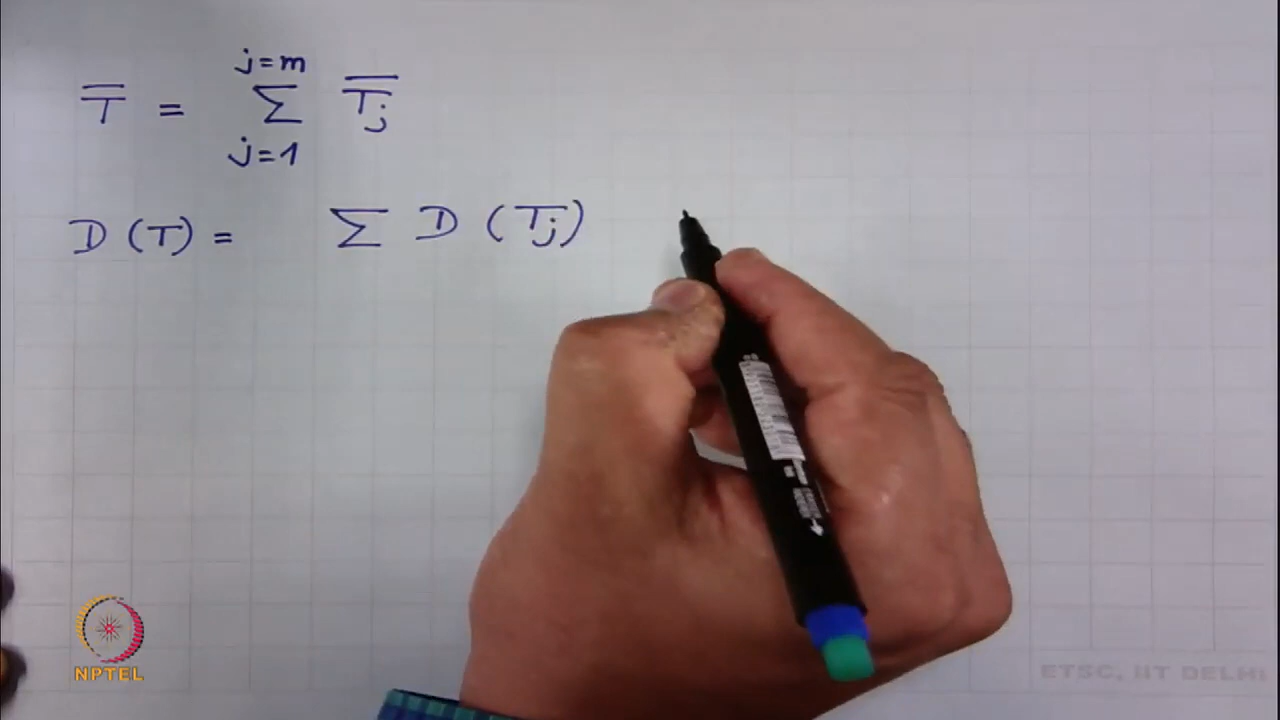 j=m
T̿ = Σ T̿j
j=1
D (T) = Σ D (Tj)
NPTEL
ETSC, IIT DELHI